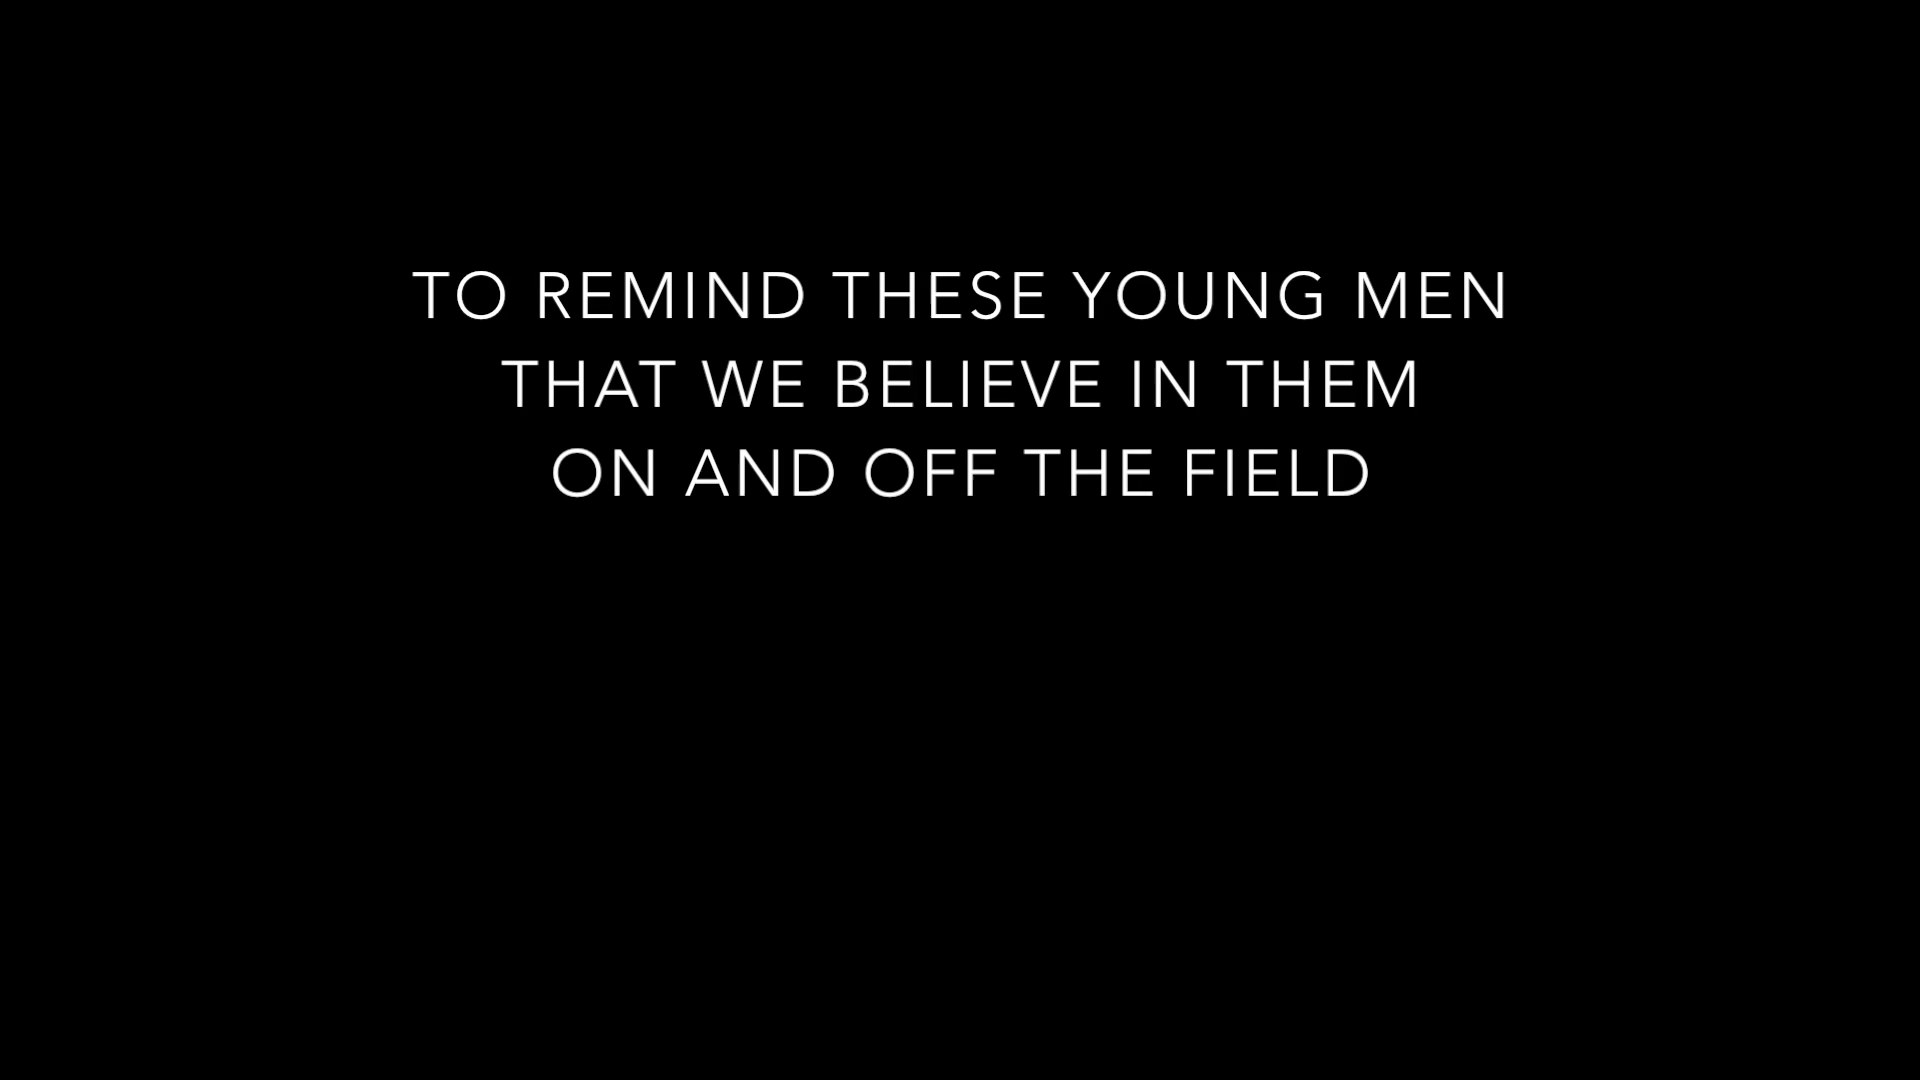 TO REMIND THESE YOUNG MEN
THAT WE BELIEVE IN THEM
ON AND OFF THE FIELD